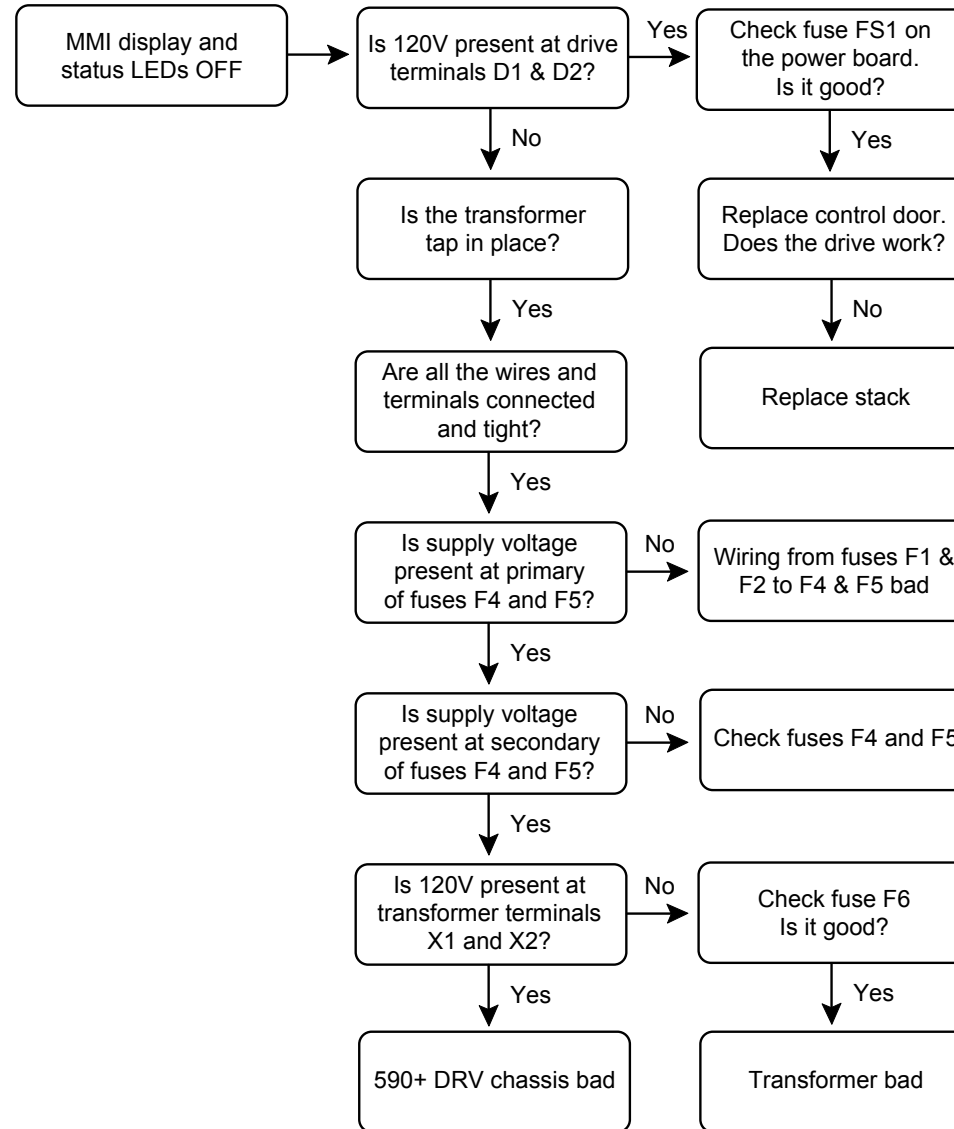 MMI display and
status LEDs OFF
Is 120V present at drive
terminals D1 & D2?
Yes
Check fuse FS1 on
the power board.
Is it good?
No
Yes
Is the transformer
tap in place?
Replace control door.
Does the drive work?
Yes
No
Are all the wires and
terminals connected
and tight?
Replace stack
Yes
Is supply voltage
present at primary
of fuses F4 and F5?
No
Wiring from fuses F1 &
F2 to F4 & F5 bad
Yes
Is supply voltage
present at secondary
of fuses F4 and F5?
No
Check fuses F4 and F5
Yes
Is 120V present at
transformer terminals
X1 and X2?
No
Check fuse F6
Is it good?
Yes
Yes
590+ DRV chassis bad
Transformer bad